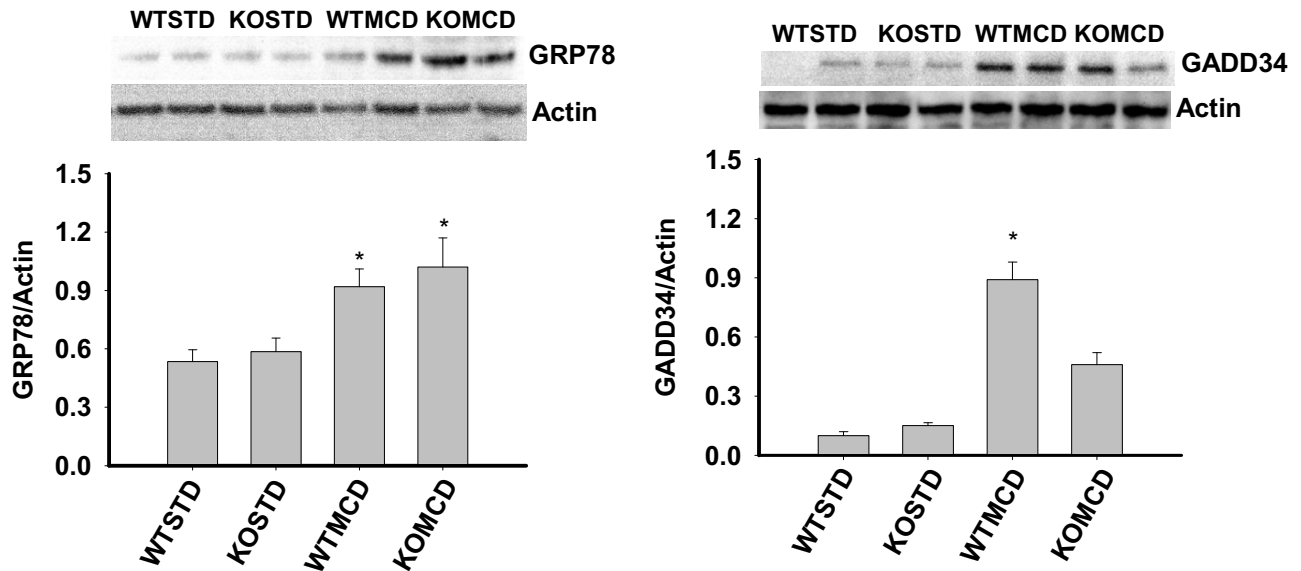 WTSTD KOSTD WTMCD KOMCD
GRP78
Actin
1.5
1.2
0.9
0.6
0.3
0.0
GRP78/Actin
*
*
WTSTD
KOSTD
WTMCD
KOMCD
WTSTD KOSTD WTMCD KOMCD
GADD34
Actin
1.5
1.2
0.9
0.6
0.3
0.0
GADD34/Actin
*
WTSTD
KOSTD
WTMCD
KOMCD